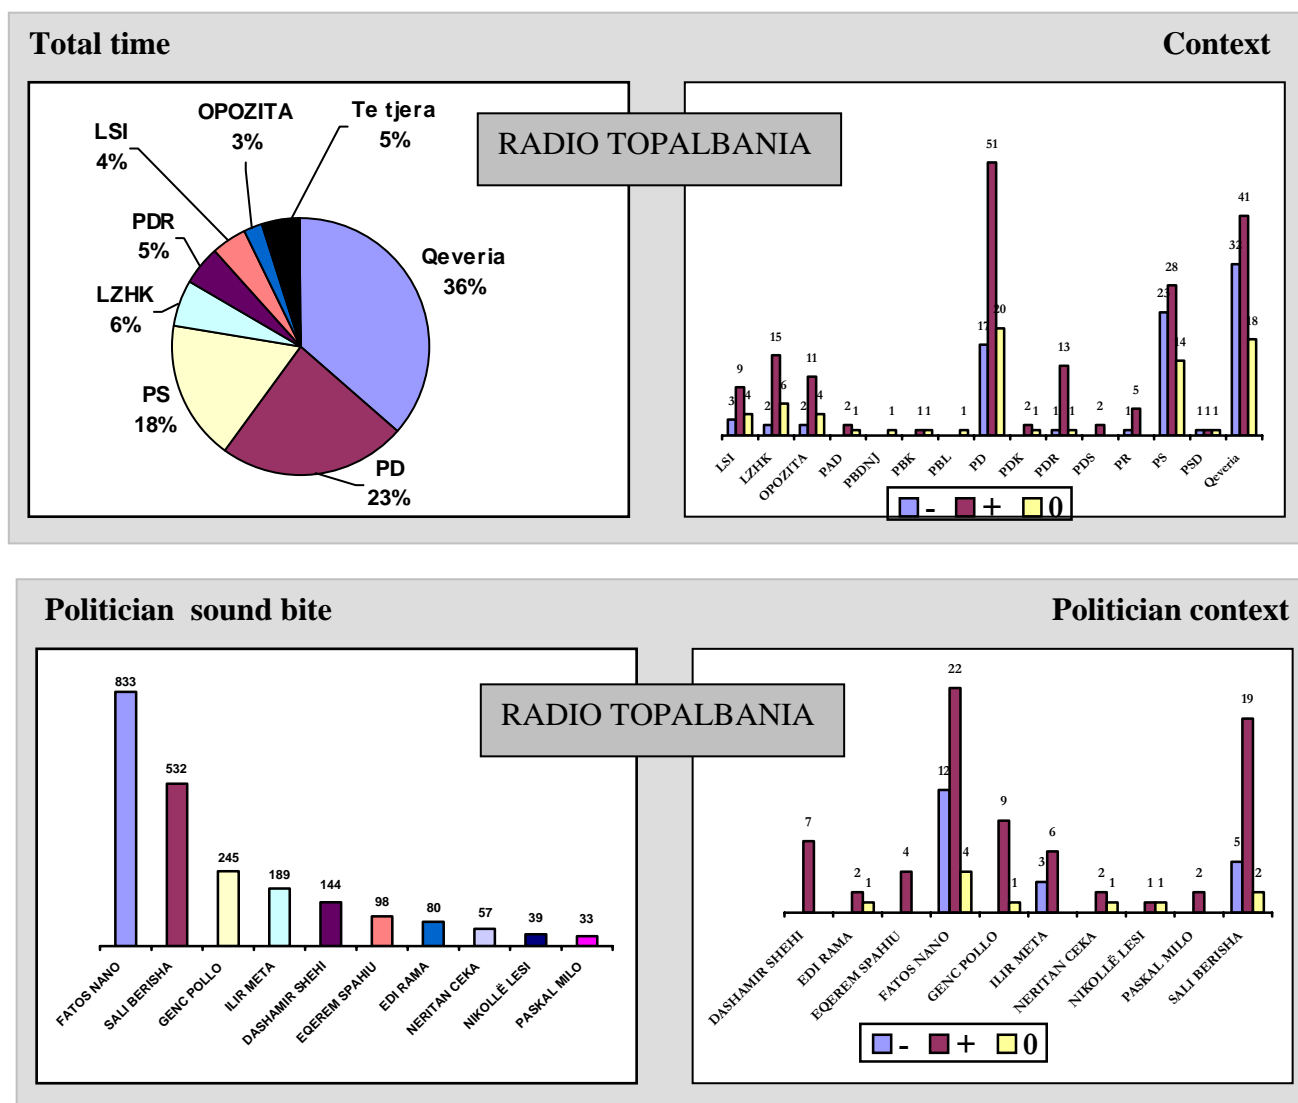 Total time
Context
RADIO TOPALBANIA
OPOZITA
3%
Te tjera
5%
LSI
4%
PDR
5%
LZHK
6%
PS
18%
PD
23%
Qeveria
36%
3 9 4
2 15 6
2 11 4
2 1
1
1 1
1
17 51 20
2 1
1 13 1
2
1 5
23 28 14
1 1 1
32 41 18
LSI
LZHK
OPOZITA
PAD
PBDNJ
PBK
PBL
PD
PDK
PDR
PDS
PR
PS
PSD
Qeveria
- + 0
Politician sound bite
Politician context
RADIO TOPALBANIA
833
532
245
189
144
98
80
57
39
33
FATOS NANO
SALI BERISHA
GENC POLLO
ILIR META
DASHAMIR SHEHI
EQEREM SPAHIU
EDI RAMA
NERITAN CEKA
NIKOLLË LESI
PASKAL MILO
7
2 1
4
12 22 4
9 1
3 6
2 1
1 1
2
5 19 2
DASHAMIR SHEHI
EDI RAMA
EQEREM SPAHIU
FATOS NANO
GENC POLLO
ILIR META
NERITAN CEKA
NIKOLLË LESI
PASKAL MILO
SALI BERISHA
- + 0